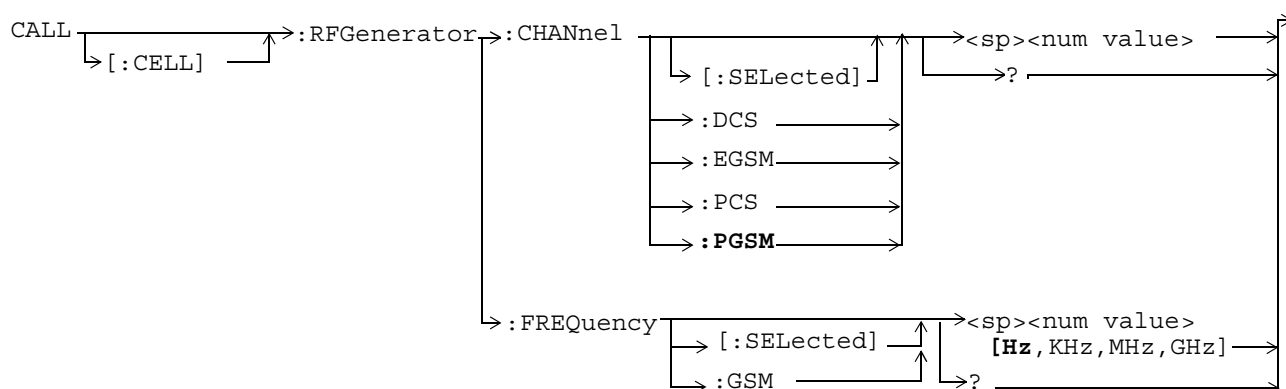 CALL :RFGenerator :CHANnel <sp><num value>
[:CELL] [:SELected] ?
:DCS
:EGSM
:PCS
:PGSM
:FREQuency <sp><num value>
[:SELected] [Hz,KHz,MHz,GHz]
:GSM ?